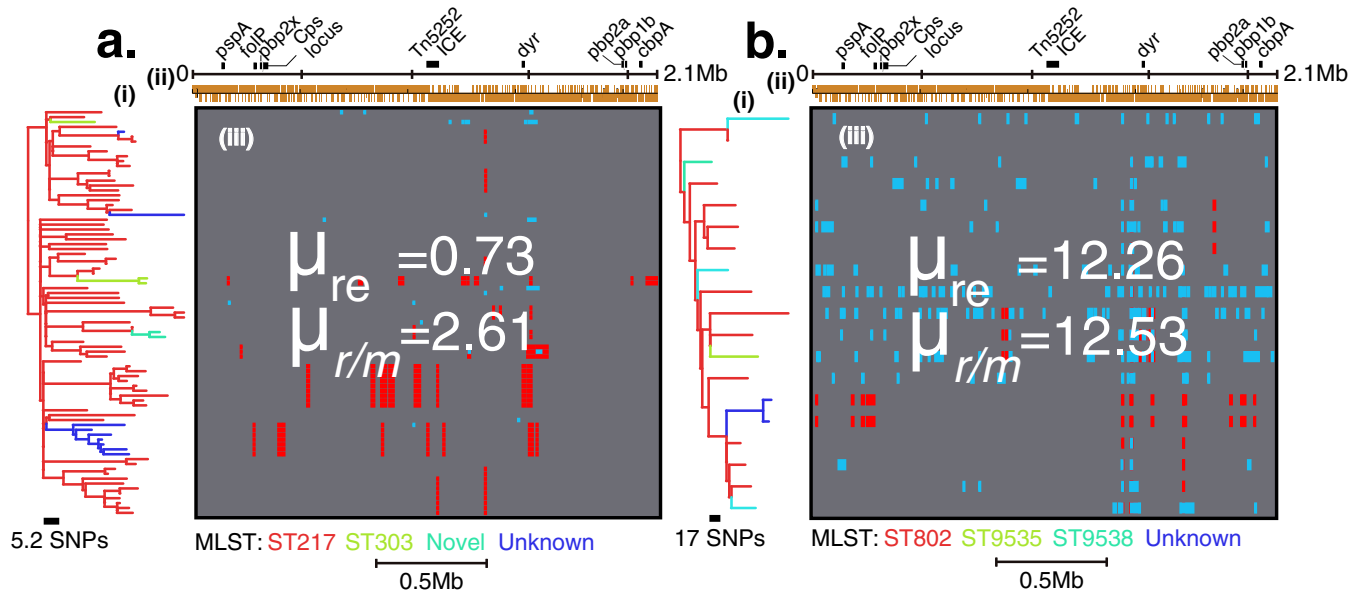 a.
pspA
folP
pbp2x
Cps
locus
Tn5252
ICE
dyr
pbp2a
pbp1b
cbpA
(ii) 0
2.1Mb
(i)
(iii)
μre =0.73
μr/m =2.61
5.2 SNPs
MLST: ST217 ST303 Novel Unknown
0.5Mb
b.
pspA
folP
pbp2x
Cps
locus
Tn5252
ICE
dyr
pbp2a
pbp1b
cbpA
(ii) 0
2.1Mb
(i)
(iii)
μre =12.26
μr/m =12.53
17 SNPs
MLST: ST802 ST9535 ST9538 Unknown
0.5Mb